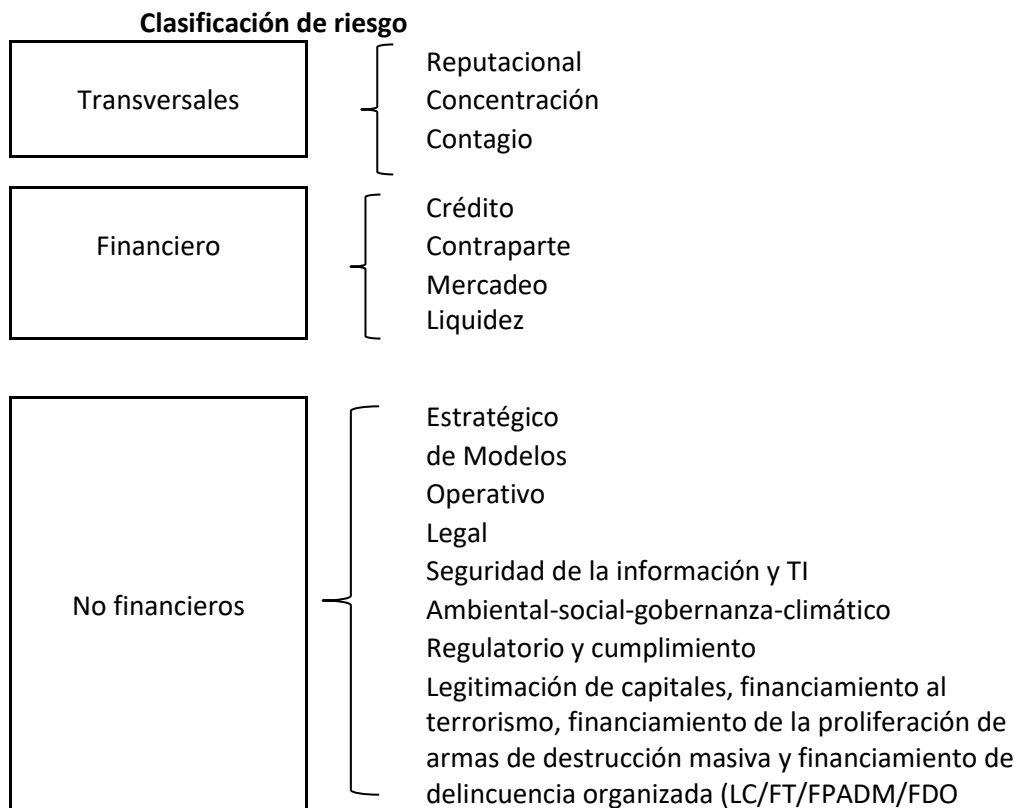 Clasificación de riesgo
Transversales
Reputacional
Concentración
Contagio
Financiero
Crédito
Contraparte
Mercadeo
Liquidez
No financieros
Estratégico
de Modelos
Operativo
Legal
Seguridad de la información y TI
Ambiental-social-gobernanza-climático
Regulatorio y cumplimiento
Legitimación de capitales, financiamiento al
terrorismo, financiamiento de la proliferación de
armas de destrucción masiva y financiamiento de
delincuencia organizada (LC/FT/FPADM/FDO